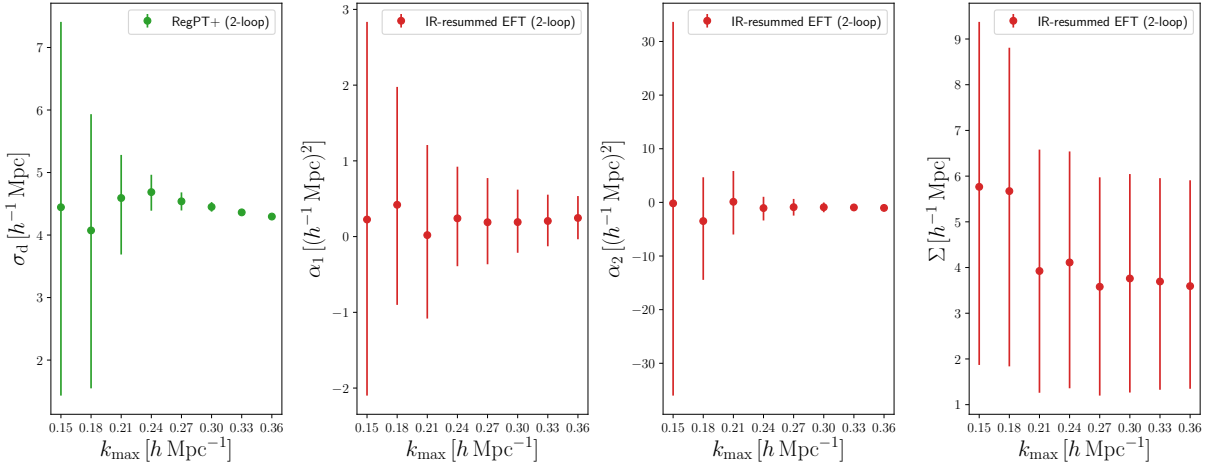 RegPT+ (2-loop)
7
6
5
4
3
2
0.15 0.18 0.21 0.24 0.27 0.30 0.33 0.36
σ_d [h⁻¹ Mpc]
k_max [h Mpc⁻¹]
IR-resummed EFT (2-loop)
3
2
1
0
−1
−2
0.15 0.18 0.21 0.24 0.27 0.30 0.33 0.36
α₁ [(h⁻¹ Mpc)²]
k_max [h Mpc⁻¹]
IR-resummed EFT (2-loop)
30
20
10
0
−10
−20
−30
0.15 0.18 0.21 0.24 0.27 0.30 0.33 0.36
α₂ [(h⁻¹ Mpc)²]
k_max [h Mpc⁻¹]
IR-resummed EFT (2-loop)
9
8
7
6
5
4
3
2
1
0.15 0.18 0.21 0.24 0.27 0.30 0.33 0.36
Σ [h⁻¹ Mpc]
k_max [h Mpc⁻¹]